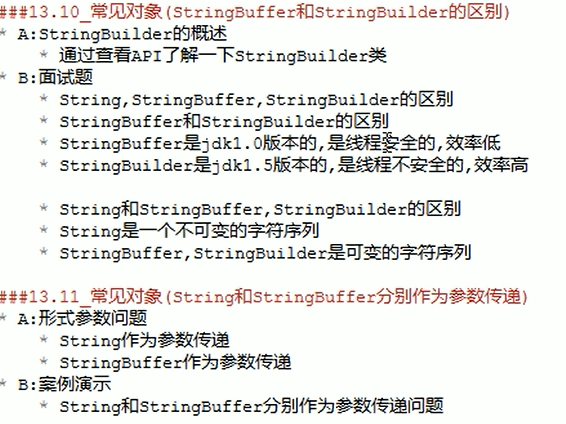 ###13.10_常见对象(StringBuffer和StringBuilder的区别)
* A:StringBuilder的概述
* 通过查看API了解一下StringBuilder类
* B:面试题
* String,StringBuffer,StringBuilder的区别
* StringBuffer和StringBuilder的区别
* StringBuffer是jdk1.0版本的,是线程安全的,效率低
* StringBuilder是jdk1.5版本的,是线程不安全的,效率高
* String和StringBuffer,StringBuilder的区别
* String是一个不可变的字符序列
* StringBuffer,StringBuilder是可变的字符序列
###13.11_常见对象(String和StringBuffer分别作为参数传递)
* A:形式参数问题
* String作为参数传递
* StringBuffer作为参数传递
* B:案例演示
* String和StringBuffer分别作为参数传递问题